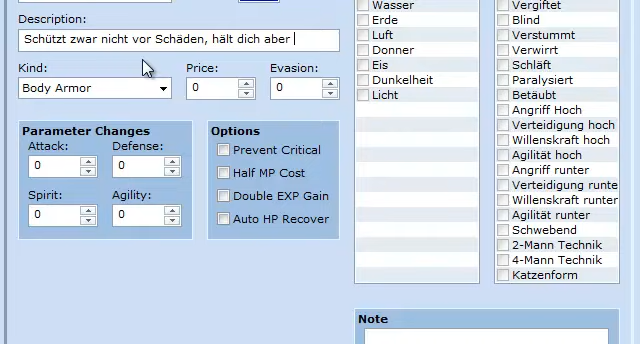 Description:
Schützt zwar nicht vor Schäden, hält dich aber
Kind:
Price:
Evasion:
Body Armor
0
0
Parameter Changes
Attack:
Defense:
0
0
Spirit:
Agility:
0
0
Options
Prevent Critical
Half MP Cost
Double EXP Gain
Auto HP Recover
Wasser
Erde
Luft
Donner
Eis
Dunkelheit
Licht
Vergiftet
Blind
Verstummt
Verwirrt
Schläft
Paralysiert
Betäubt
Angriff Hoch
Verteidigung hoch
Willenskraft hoch
Agilität hoch
Angriff runter
Verteidigung runte
Willenskraft runter
Agilität runter
Schwebend
2-Mann Technik
4-Mann Technik
Katzenform
Note